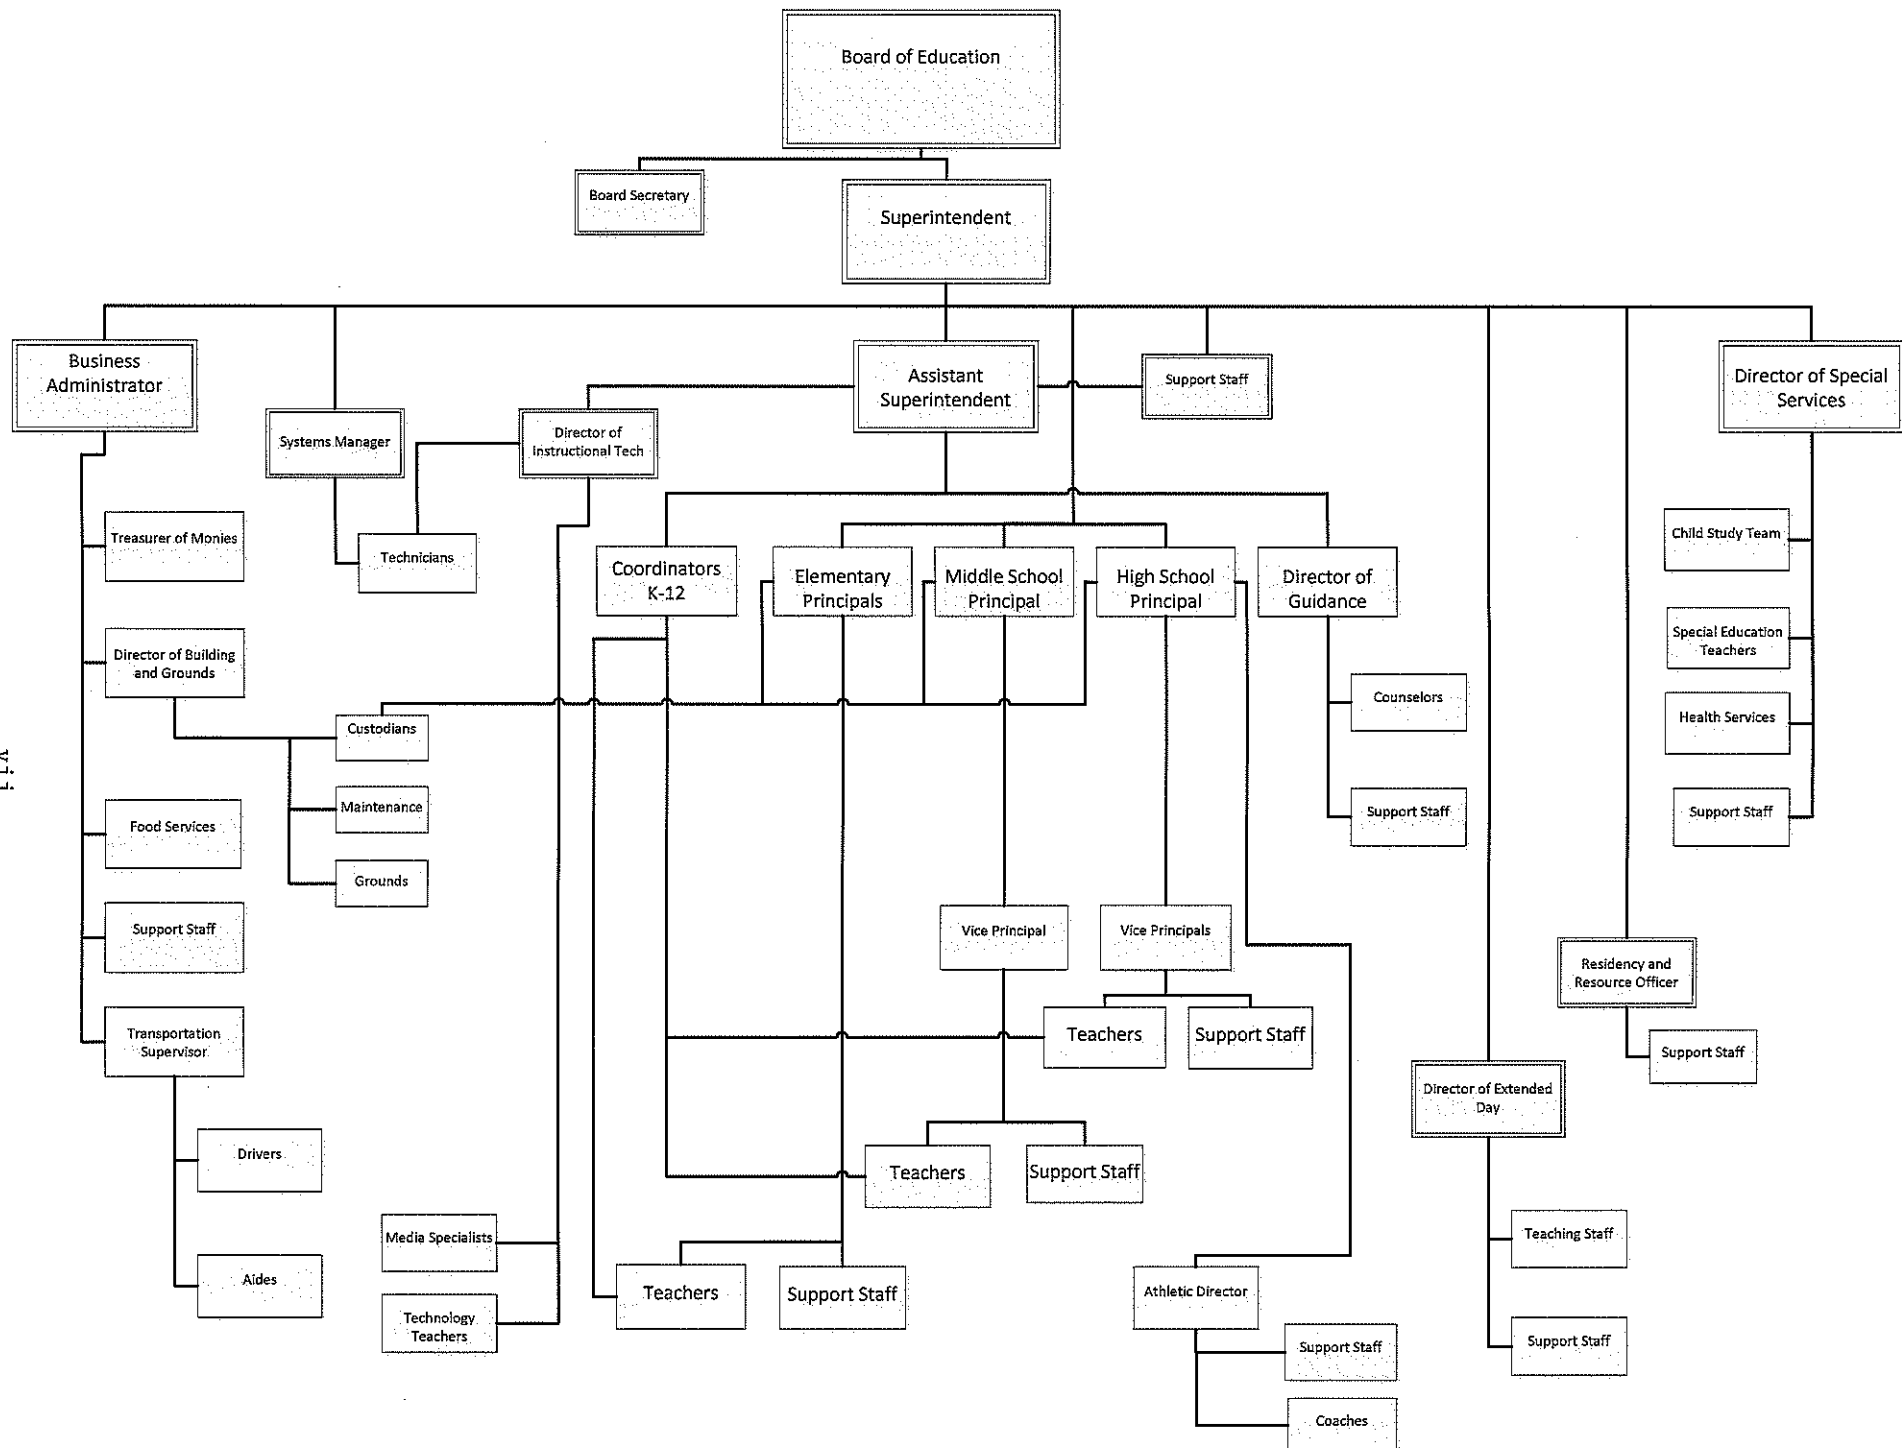 Board of Education
Board Secretary
Superintendent
Business
Administrator
Assistant
Superintendent
Support Staff
Director of Special
Services
Systems Manager
Director of
Instructional Tech
Treasurer of Monies
Technicians
Coordinators
K-12
Elementary
Principals
Middle School
Principal
High School
Principal
Director of
Guidance
Child Study Team
Special Education
Teachers
Director of Building
and Grounds
Counselors
Health Services
Custodians
vii
Maintenance
Food Services
Support Staff
Support Staff
Grounds
Support Staff
Vice Principal
Vice Principals
Residency and
Resource Officer
Transportation
Supervisor
Teachers
Support Staff
Support Staff
Director of Extended
Day
Drivers
Teachers
Support Staff
Media Specialists
Teaching Staff
Aides
Teachers
Support Staff
Athletic Director
Technology
Teachers
Support Staff
Support Staff
Coaches